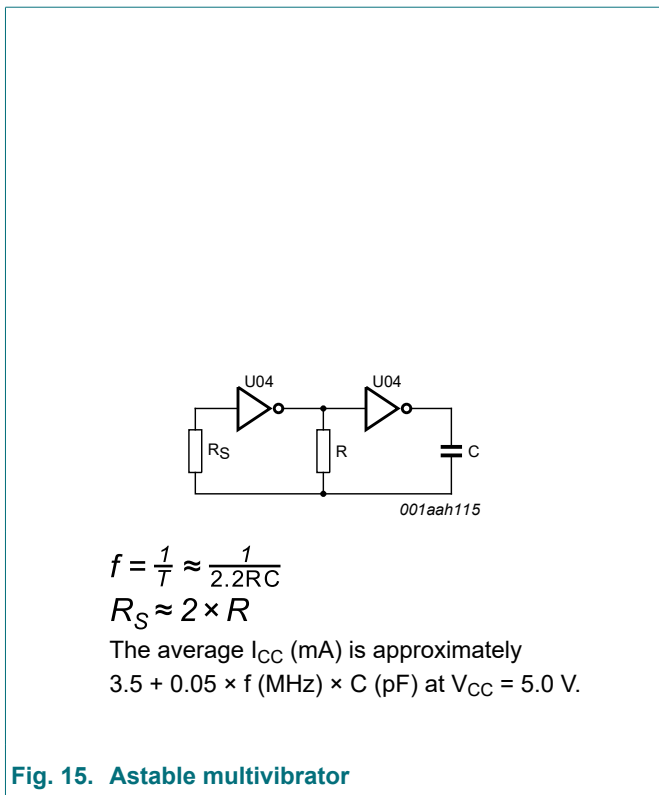 U04 U04
RS R C
001aah115
f = 1/T ≈ 1/2.2RC
RS ≈ 2 × R
The average ICC (mA) is approximately
3.5 + 0.05 × f (MHz) × C (pF) at VCC = 5.0 V.
Fig. 15. Astable multivibrator